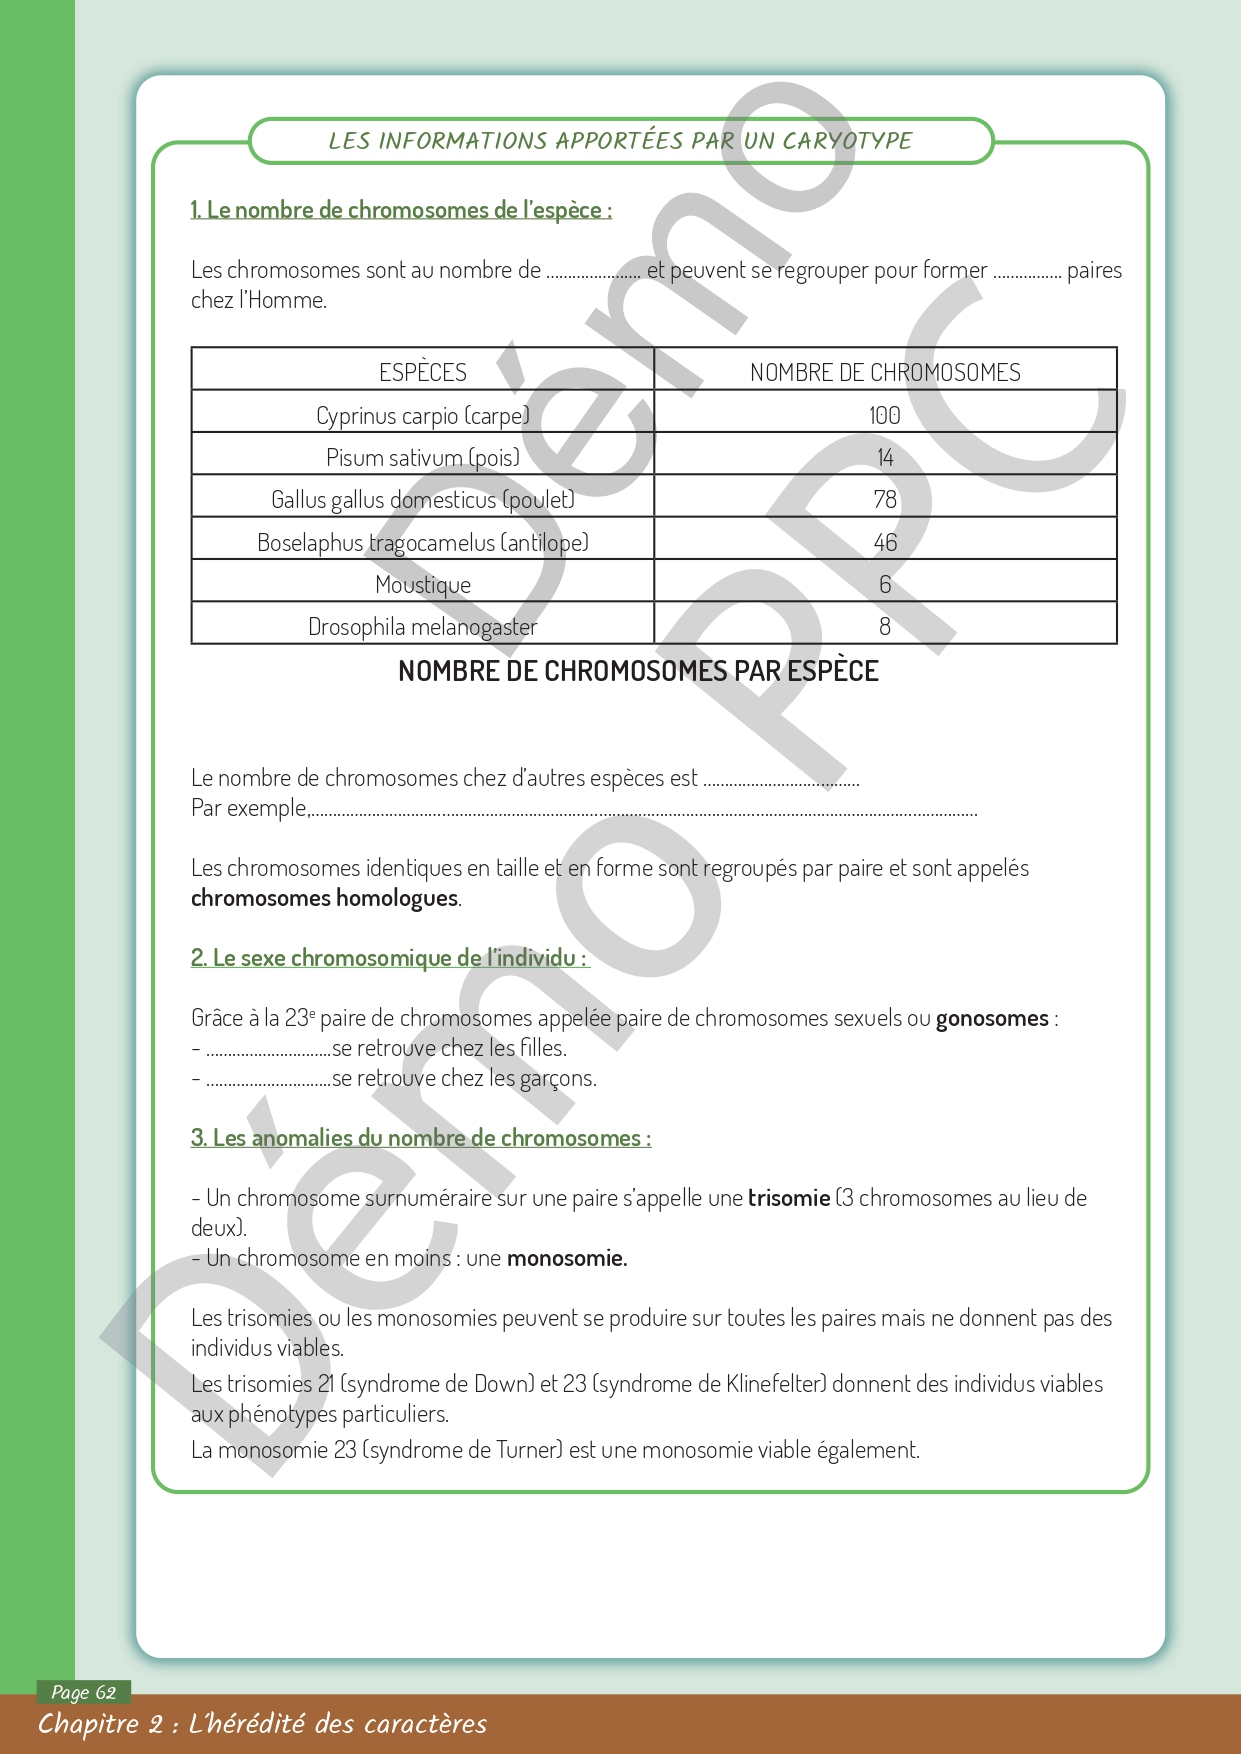 LES INFORMATIONS APPORTÉES PAR UN CARYOTYPE
1. Le nombre de chromosomes de l'espèce :
Les chromosomes sont au nombre de ...................... et peuvent se regrouper pour former ................ paires
chez l'Homme.
ESPÈCES NOMBRE DE CHROMOSOMES
Cyprinus carpio (carpe) 100
Pisum sativum (pois) 14
Gallus gallus domesticus (poulet) 78
Boselaphus tragocamelus (antilope) 46
Moustique 6
Drosophila melanogaster 8
NOMBRE DE CHROMOSOMES PAR ESPÈCE
Le nombre de chromosomes chez d'autres espèces est ....................................
Par exemple,.........................................................................................................................................................
Les chromosomes identiques en taille et en forme sont regroupés par paire et sont appelés
chromosomes homologues.
2. Le sexe chromosomique de l'individu :
Grâce à la 23e paire de chromosomes appelée paire de chromosomes sexuels ou gonosomes :
- .............................se retrouve chez les filles.
- .............................se retrouve chez les garçons.
3. Les anomalies du nombre de chromosomes :
- Un chromosome surnuméraire sur une paire s'appelle une trisomie (3 chromosomes au lieu de
deux).
- Un chromosome en moins : une monosomie.
Les trisomies ou les monosomies peuvent se produire sur toutes les paires mais ne donnent pas des
individus viables.
Les trisomies 21 (syndrome de Down) et 23 (syndrome de Klinefelter) donnent des individus viables
aux phénotypes particuliers.
La monosomie 23 (syndrome de Turner) est une monosomie viable également.
Démo
Démo PPC
Page 62
Chapitre 2 : L'hérédité des caractères